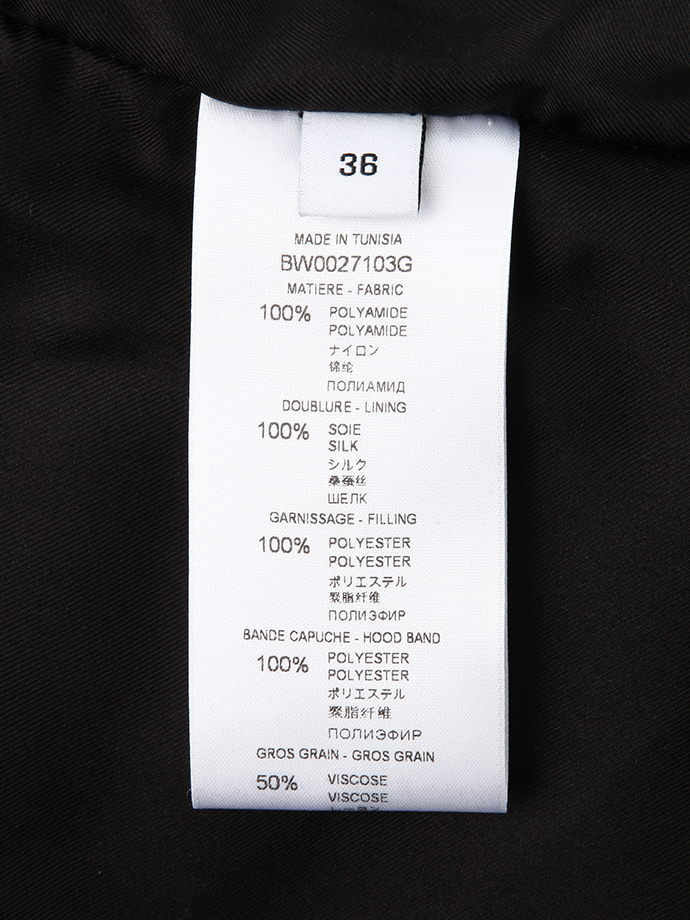 36
MADE IN TUNISIA
BW0027103G
MATIERE - FABRIC
100% POLYAMIDE
POLYAMIDE
ナイロン
锦纶
ПОЛИАМИД
DOUBLURE - LINING
100% SOIE
SILK
シルク
桑蚕丝
ШЕЛК
GARNISSAGE - FILLING
100% POLYESTER
POLYESTER
ポリエステル
聚脂纤维
ПОЛИЭФИР
BANDE CAPUCHE - HOOD BAND
100% POLYESTER
POLYESTER
ポリエステル
聚脂纤维
ПОЛИЭФИР
GROS GRAIN - GROS GRAIN
50% VISCOSE
VISCOSE